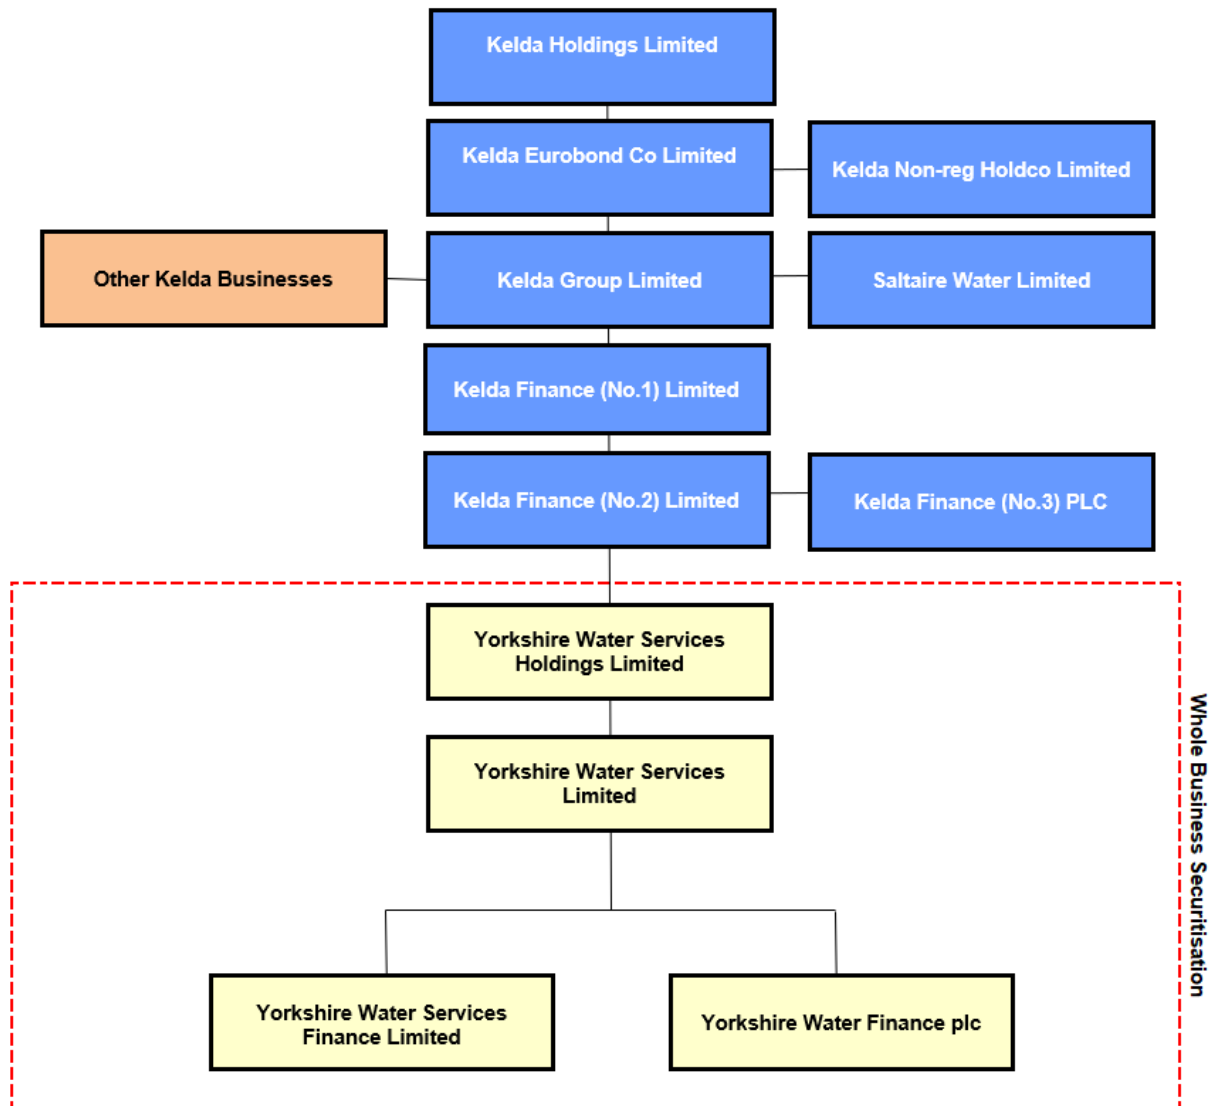 Kelda Holdings Limited
Kelda Eurobond Co Limited
Kelda Non-reg Holdco Limited
Other Kelda Businesses
Kelda Group Limited
Saltaire Water Limited
Kelda Finance (No.1) Limited
Kelda Finance (No.2) Limited
Kelda Finance (No.3) PLC
Yorkshire Water Services
Holdings Limited
Yorkshire Water Services
Limited
Whole Business Securitisation
Yorkshire Water Services
Finance Limited
Yorkshire Water Finance plc